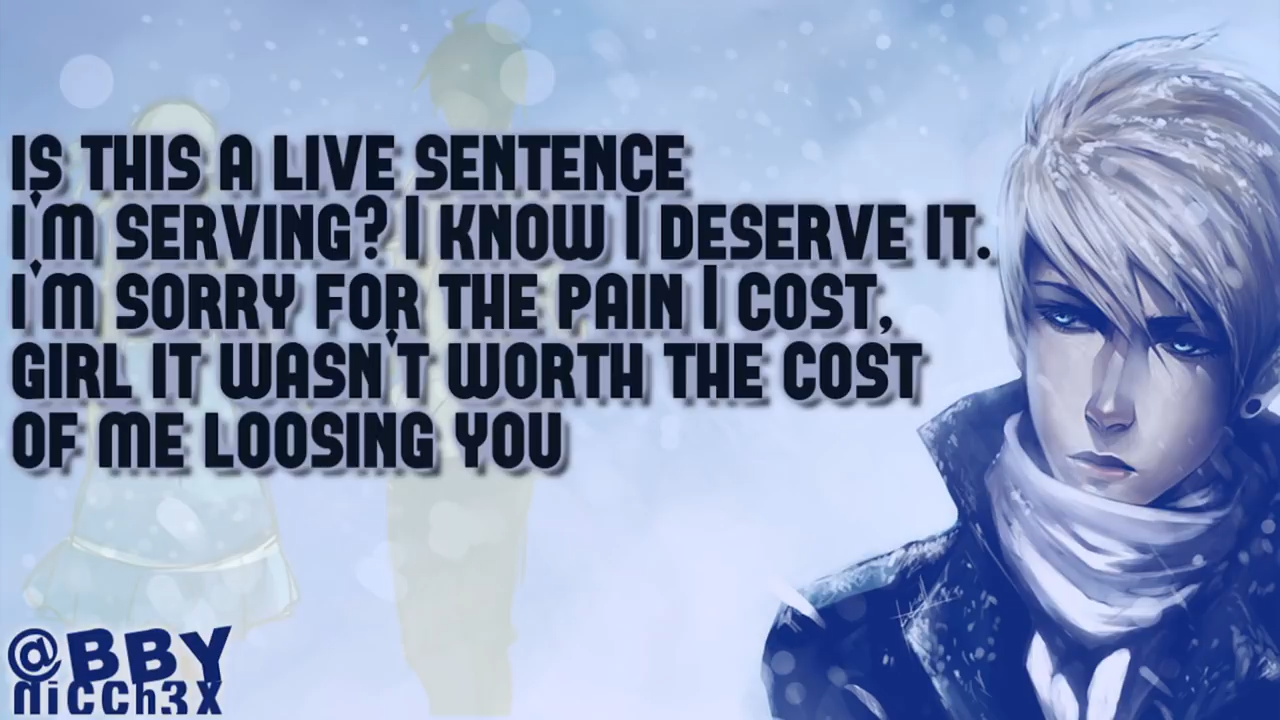 IS THIS A LIVE SENTENCE
I'M SERVING? I KNOW I DESERVE IT.
I'M SORRY FOR THE PAIN I COST,
GIRL IT WASN'T WORTH THE COST
OF ME LOOSING YOU
@BBY
nicch3x